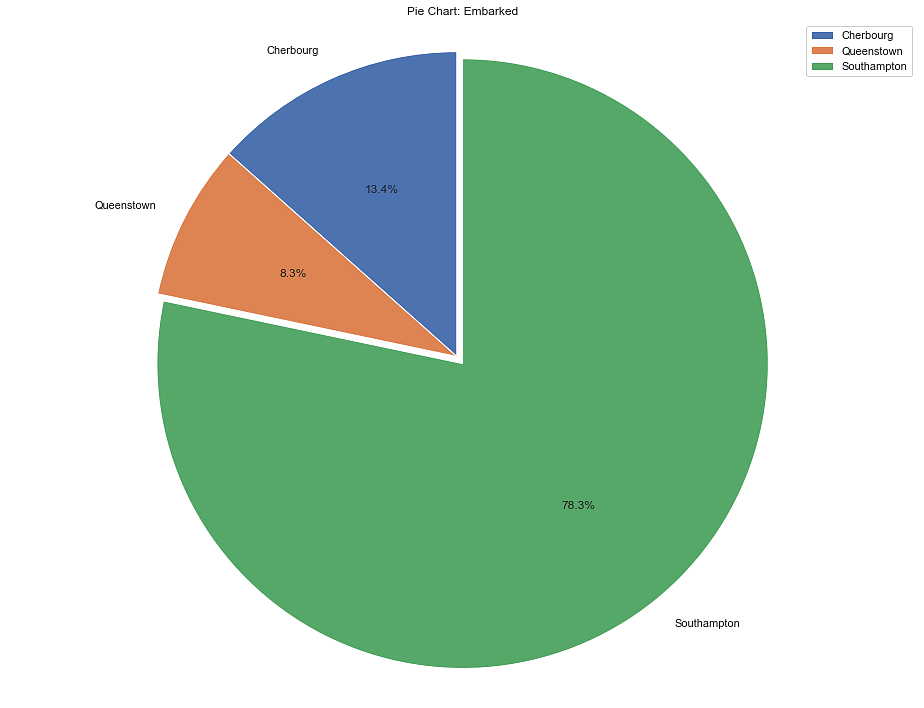 Pie Chart: Embarked
Cherbourg
Queenstown
Southampton
Cherbourg
13.4%
Queenstown
8.3%
78.3%
Southampton